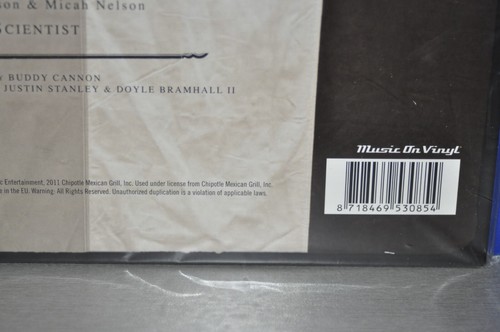 & Micah Nelson
SCIENTIST
BUDDY CANNON
JUSTIN STANLEY & DOYLE BRAMHALL II
Entertainment, 2011 Chipotle Mexican Grill, Inc. Used under license from Chipotle Mexican Grill, Inc.
in the EU. Warning: All Rights Reserved. Unauthorized duplication is a violation of applicable laws.
Music On Vinyl
8 718469 530854